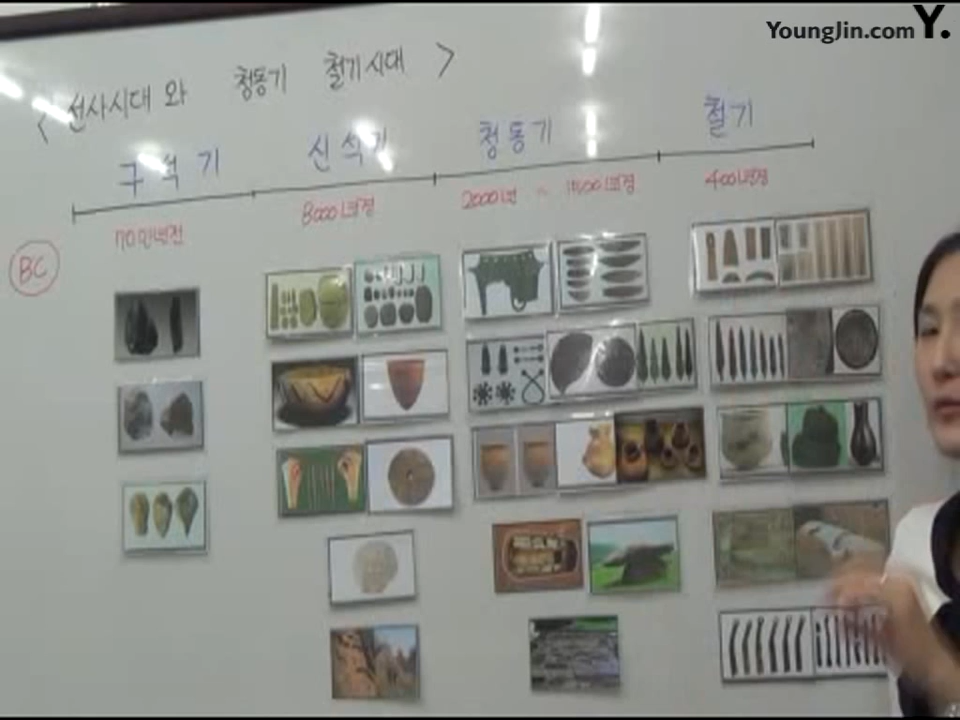 YoungJin.com Y.
< 선사시대 와 청동기 철기시대 >
구석기 신석기 청동기 철기
BC
70만년전 8000년경 2000년 ~ 1500년경 400년경